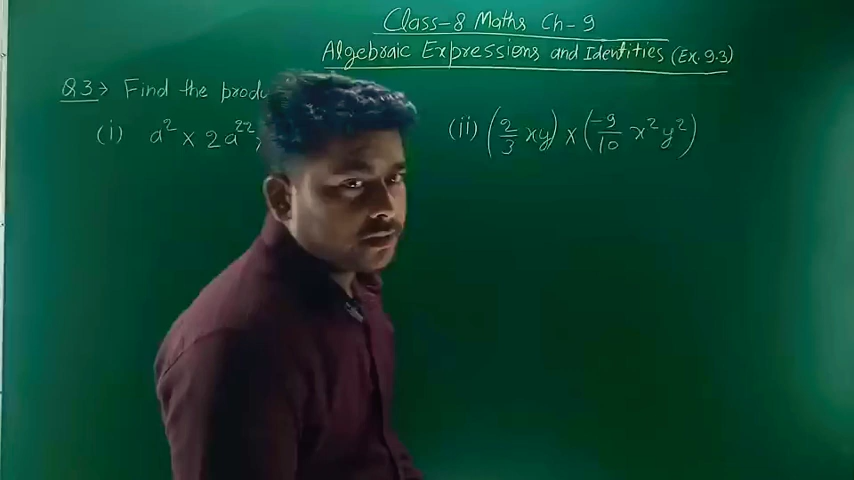 Class-8 Maths Ch-9
Algebraic Expressions and Identities (Ex. 9.3)
Q3→ Find the
(i) a² × 2a²² (ii) (2/3 xy) × (-9/10 x²y²)